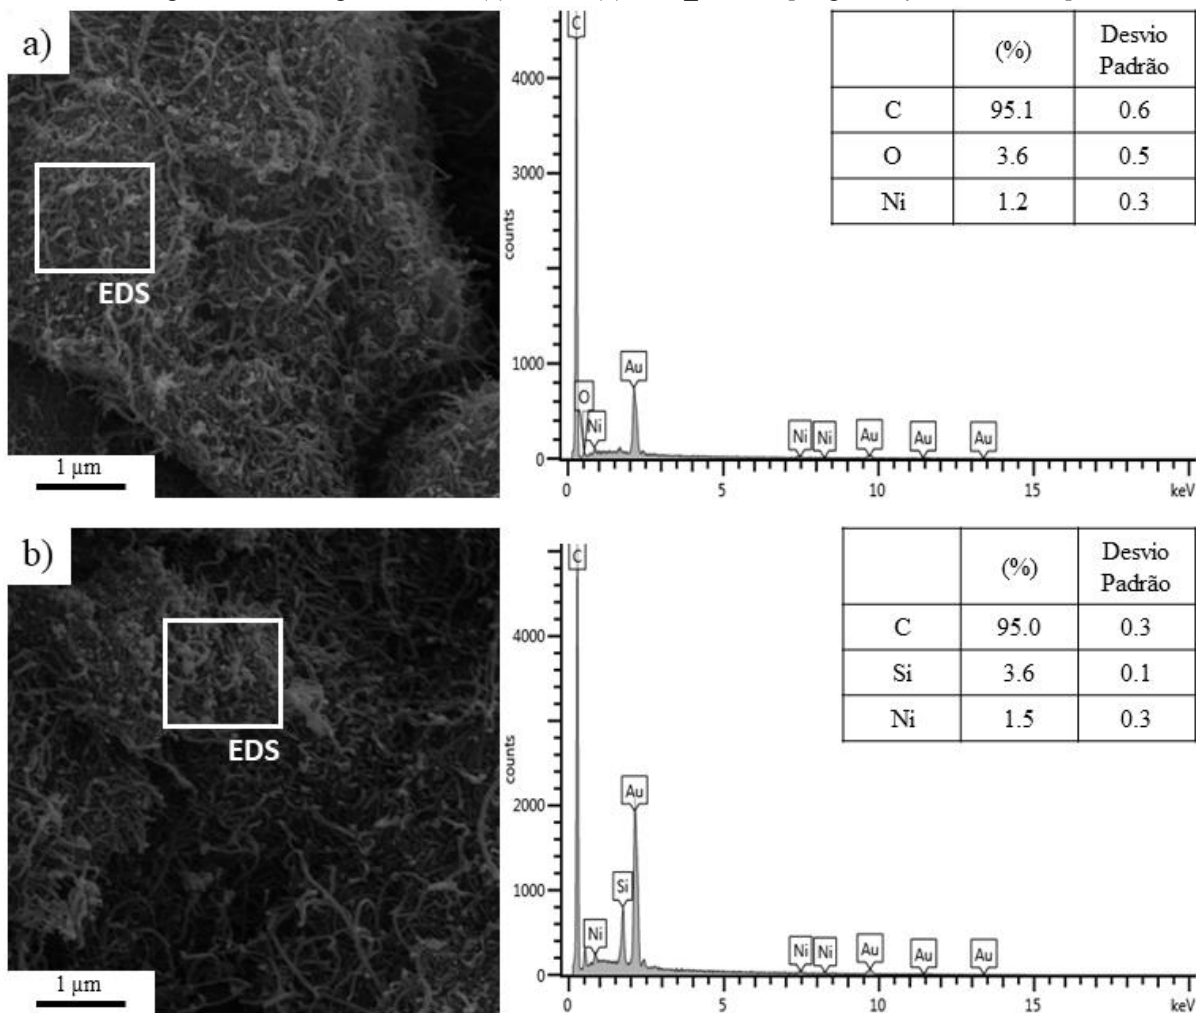 a)
EDS
1 μm
counts
4000
3000
1000
0
C
O
Ni
Au
Ni
Ni
Au
Au
Au
0
5
10
15
keV
(%)
Desvio
Padrão
C
95.1
0.6
O
3.6
0.5
Ni
1.2
0.3
b)
EDS
1 μm
counts
4000
2000
1000
0
C
Ni
Si
Au
Ni
Ni
Au
Au
Au
0
5
10
15
keV
(%)
Desvio
Padrão
C
95.0
0.3
Si
3.6
0.1
Ni
1.5
0.3